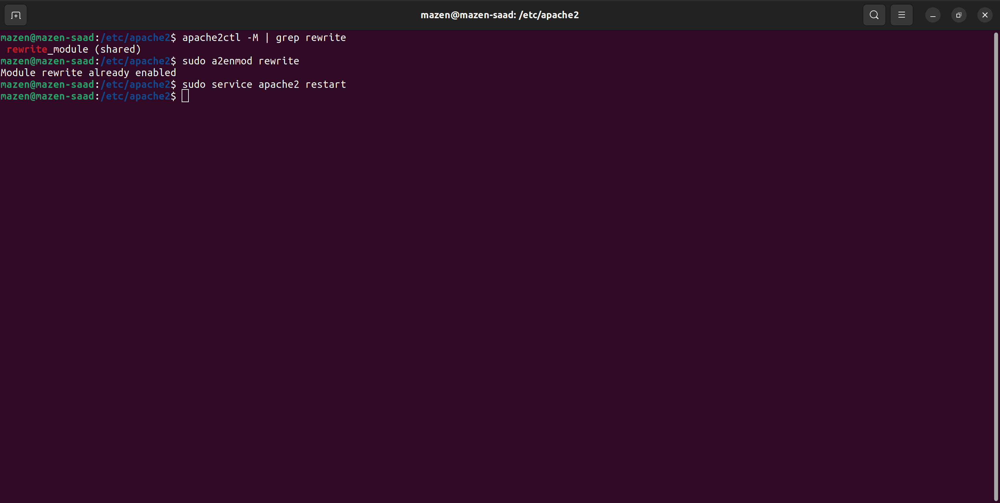 mazen@mazen-saad: /etc/apache2
mazen@mazen-saad:/etc/apache2$ apache2ctl -M | grep rewrite
 rewrite_module (shared)
mazen@mazen-saad:/etc/apache2$ sudo a2enmod rewrite
Module rewrite already enabled
mazen@mazen-saad:/etc/apache2$ sudo service apache2 restart
mazen@mazen-saad:/etc/apache2$